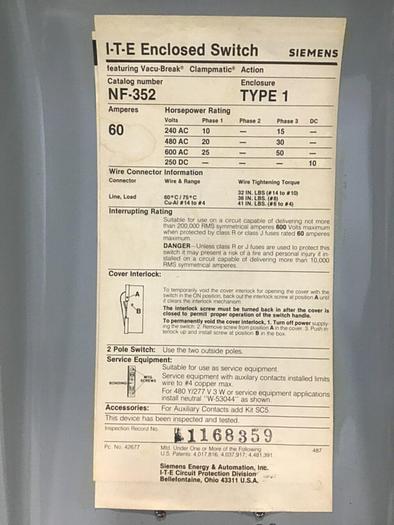 I-T-E Enclosed Switch SIEMENS
featuring Vacu-Break® Clampmatic® Action
Catalog number Enclosure
NF-352 TYPE 1
Amperes Horsepower Rating
Volts Phase 1 Phase 2 Phase 3 DC
60
240 AC 10 — 15 —
480 AC 20 — 30 —
600 AC 25 — 50 —
250 DC — — — 10
Wire Connector Information
Connector Wire & Range Wire Tightening Torque
32 IN. LBS (#14 to #10)
Line, Load 60°C / 75°C 36 IN. LBS. (#8)
Cu-Al #14 to #4 41 IN. LBS. (#6 to #4)
Interrupting Rating
Suitable for use on a circuit capable of delivering not more
than 200,000 RMS symmetrical amperes 600 Volts maximum
when protected by class R or class J fuses rated 60 amperes
maximum.
DANGER—Unless class R or J fuses are used to protect this
switch it may present a risk of a fire and personal injury if in-
stalled on a circuit capable of delivering more than 10,000
RMS symmetrical amperes.
Cover Interlock:
To temporarily void the cover interlock for opening the cover with the
switch in the ON position, back out the interlock screw at position A until
it clears the interlock mechanism.
The interlock screw must be turned back in after the cover is
closed to permit proper operation of the switch handle.
To permanently void the cover interlock, 1. Turn off power supply-
ing the switch. 2. Remove screw from position A in the cover. 3. Push in-
terlock up and install screw at position B in the box.
A
B
2 Pole Switch: Use the two outside poles.
Service Equipment:
Suitable for use as service equipment.
Service equipment with auxlary contacts installed limits
wire to #4 copper max.
For 480 Y/277 V 3 W or service equipment applications
install neutral "W-53044" as shown.
BONDING
MTG. SCREWS
Accessories: For Auxiliary Contacts add Kit SC5.
This device has been inspected and tested.
Inspection Record No. L1168359
Pc. No. 42677 Mfd. Under One or More of the Following 487
U.S. Patents: 4,017,816, 4,037,917; 4,481,391.
Siemens Energy & Automation, Inc.
I-T-E Circuit Protection Division
Bellefontaine, Ohio 43311 U.S.A.